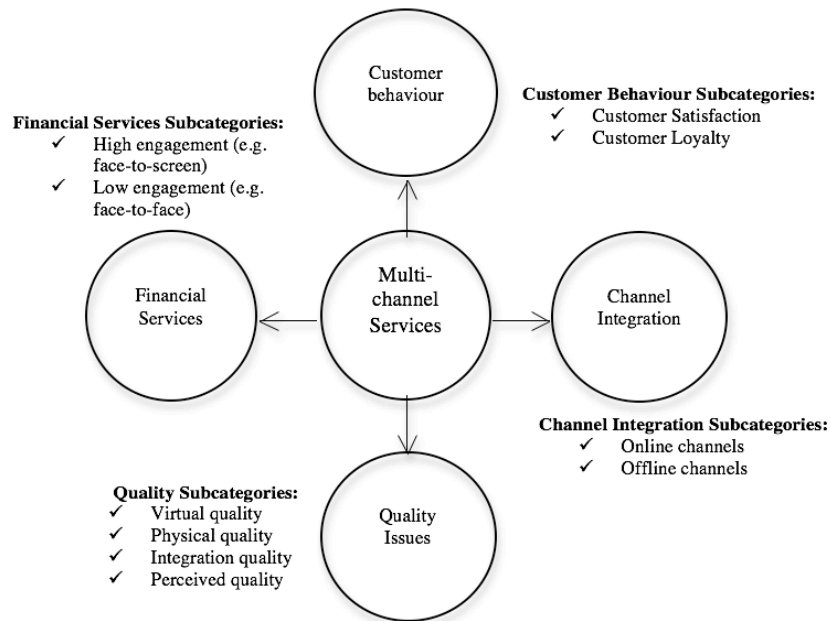 Customer
behaviour
Customer Behaviour Subcategories:
✓ Customer Satisfaction
✓ Customer Loyalty
Financial Services Subcategories:
✓ High engagement (e.g.
face-to-screen)
✓ Low engagement (e.g.
face-to-face)
Financial
Services
Multi-
channel
Services
Channel
Integration
Channel Integration Subcategories:
✓ Online channels
✓ Offline channels
Quality Subcategories:
✓ Virtual quality
✓ Physical quality
✓ Integration quality
✓ Perceived quality
Quality
Issues